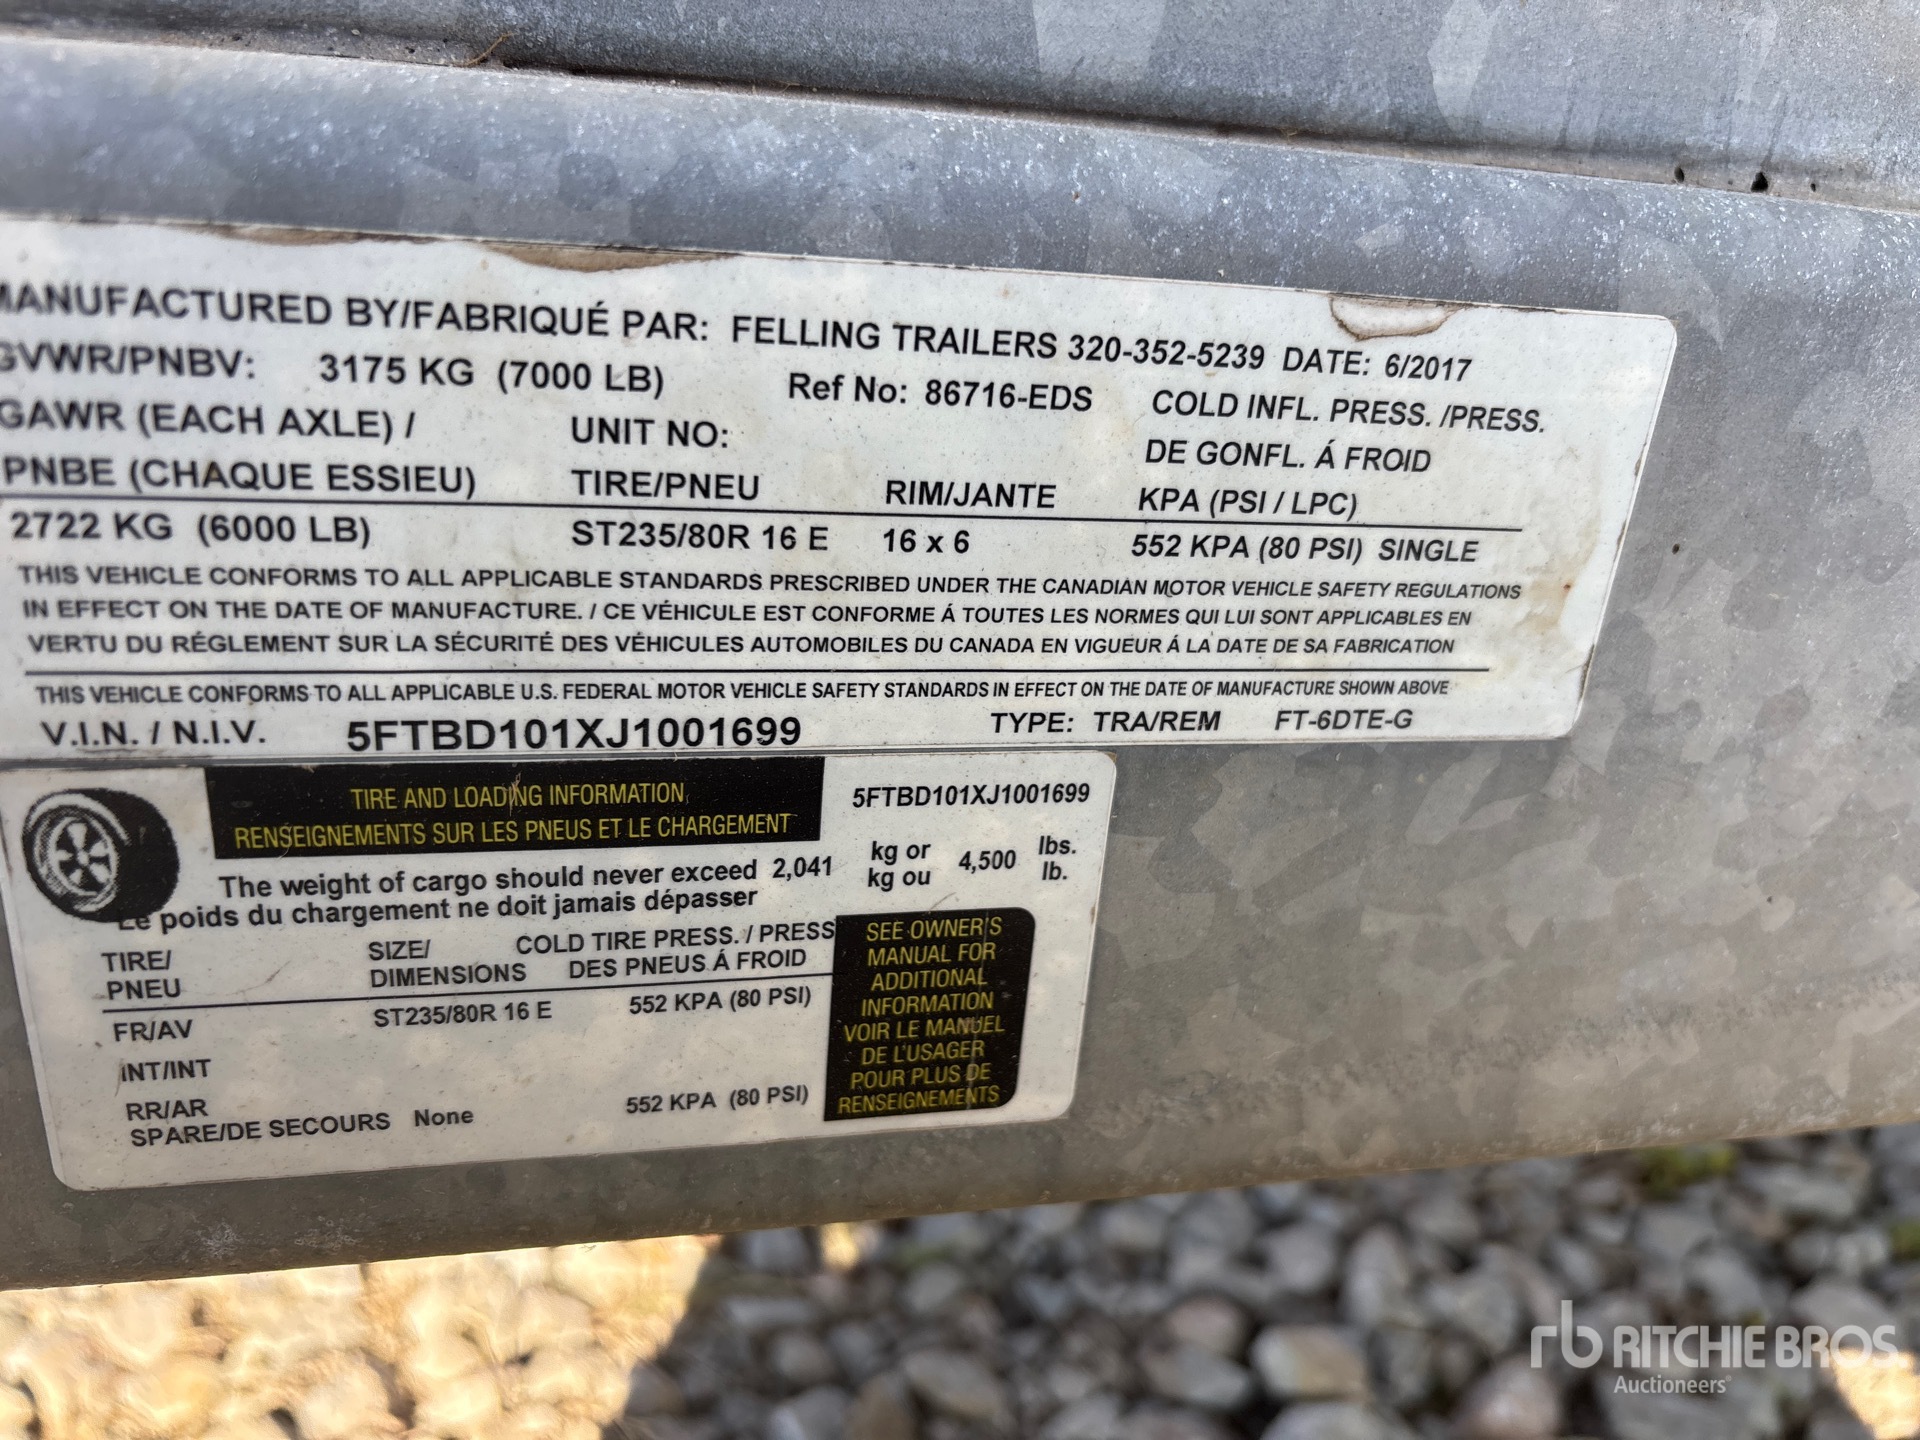 MANUFACTURED BY/FABRIQUÉ PAR: FELLING TRAILERS 320-352-5239 DATE: 6/2017
GVWR/PNBV: 3175 KG (7000 LB) Ref No: 86716-EDS COLD INFL. PRESS. /PRESS.
GAWR (EACH AXLE) / UNIT NO: DE GONFL. Á FROID
PNBE (CHAQUE ESSIEU) TIRE/PNEU RIM/JANTE KPA (PSI / LPC)
2722 KG (6000 LB) ST235/80R 16 E 16 x 6 552 KPA (80 PSI) SINGLE
THIS VEHICLE CONFORMS TO ALL APPLICABLE STANDARDS PRESCRIBED UNDER THE CANADIAN MOTOR VEHICLE SAFETY REGULATIONS
IN EFFECT ON THE DATE OF MANUFACTURE. / CE VÉHICULE EST CONFORME Á TOUTES LES NORMES QUI LUI SONT APPLICABLES EN
VERTU DU RÉGLEMENT SUR LA SÉCURITÉ DES VÉHICULES AUTOMOBILES DU CANADA EN VIGUEUR Á LA DATE DE SA FABRICATION
THIS VEHICLE CONFORMS TO ALL APPLICABLE U.S. FEDERAL MOTOR VEHICLE SAFETY STANDARDS IN EFFECT ON THE DATE OF MANUFACTURE SHOWN ABOVE
V.I.N. / N.I.V. 5FTBD101XJ1001699 TYPE: TRA/REM FT-6DTE-G
TIRE AND LOADING INFORMATION
RENSEIGNEMENTS SUR LES PNEUS ET LE CHARGEMENT
5FTBD101XJ1001699
The weight of cargo should never exceed 2,041 kg or 4,500 lbs.
Le poids du chargement ne doit jamais dépasser kg ou lb.
TIRE/ SIZE/ COLD TIRE PRESS. / PRESS
PNEU DIMENSIONS DES PNEUS Á FROID
FR/AV ST235/80R 16 E 552 KPA (80 PSI)
INT/INT
RR/AR 552 KPA (80 PSI)
SPARE/DE SECOURS None
SEE OWNER'S
MANUAL FOR
ADDITIONAL
INFORMATION
VOIR LE MANUEL
DE L'USAGER
POUR PLUS DE
RENSEIGNEMENTS
rb RITCHIE BROS.
Auctioneers